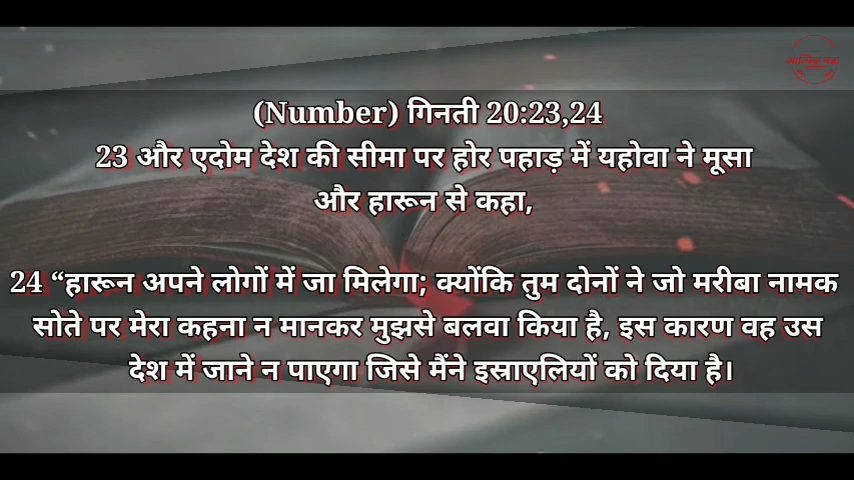 (Number) गिनती 20:23,24
23 और एदोम देश की सीमा पर होर पहाड़ में यहोवा ने मूसा
और हारून से कहा,
24 “हारून अपने लोगों में जा मिलेगा; क्योंकि तुम दोनों ने जो मरीबा नामक
सोते पर मेरा कहना न मानकर मुझसे बलवा किया है, इस कारण वह उस
देश में जाने न पाएगा जिसे मैंने इस्राएलियों को दिया है।